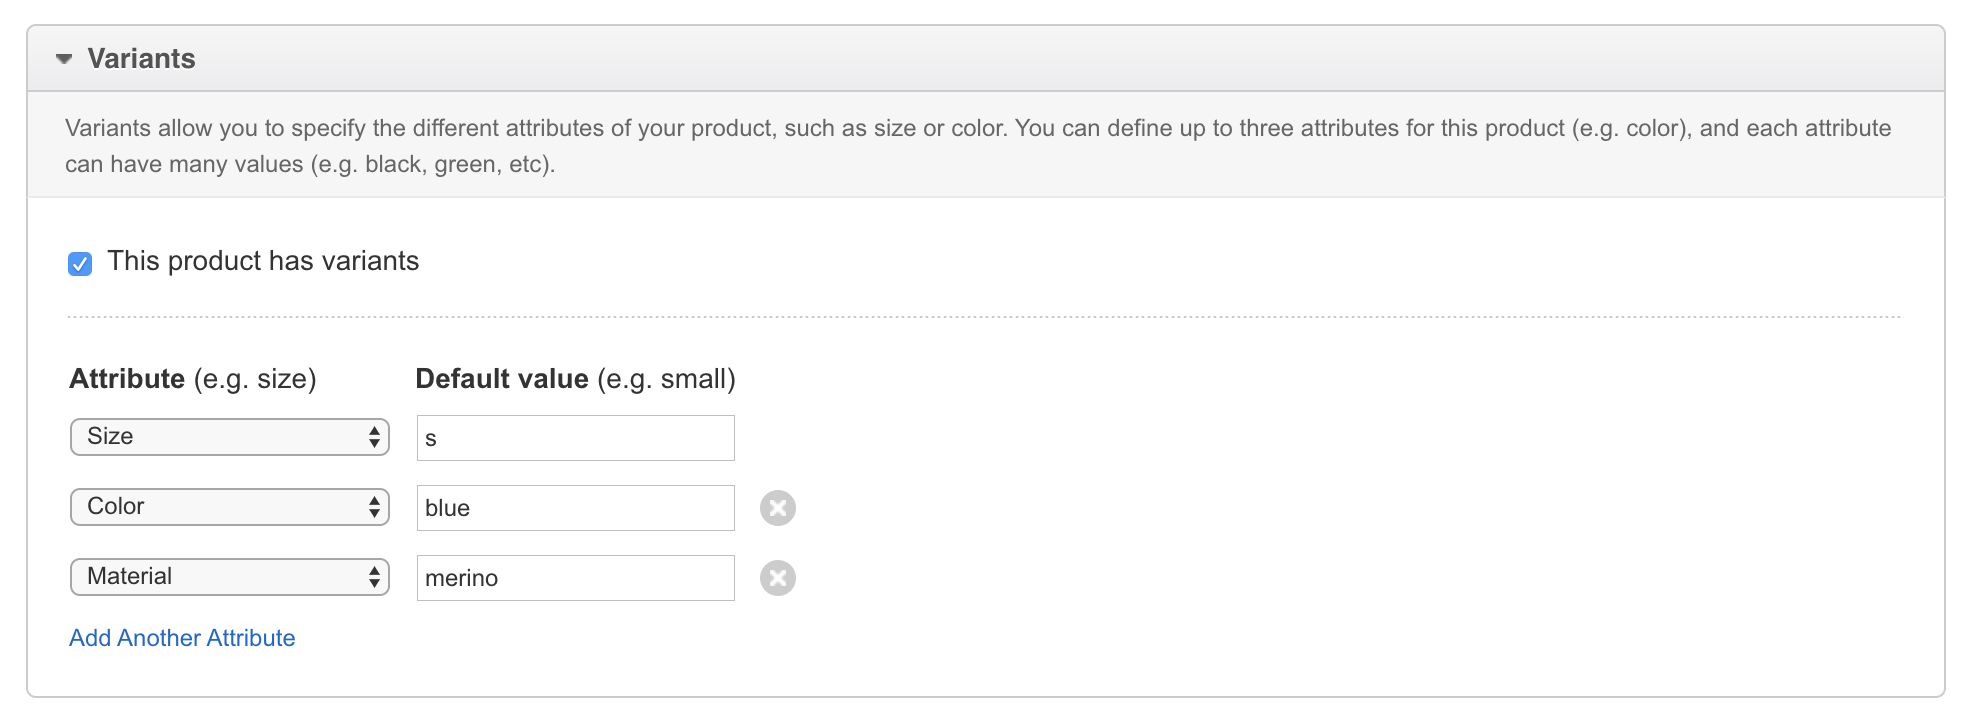 Variants
Variants allow you to specify the different attributes of your product, such as size or color. You can define up to three attributes for this product (e.g. color), and each attribute
can have many values (e.g. black, green, etc).
This product has variants
Attribute (e.g. size) Default value (e.g. small)
Size s
Color blue
Material merino
Add Another Attribute